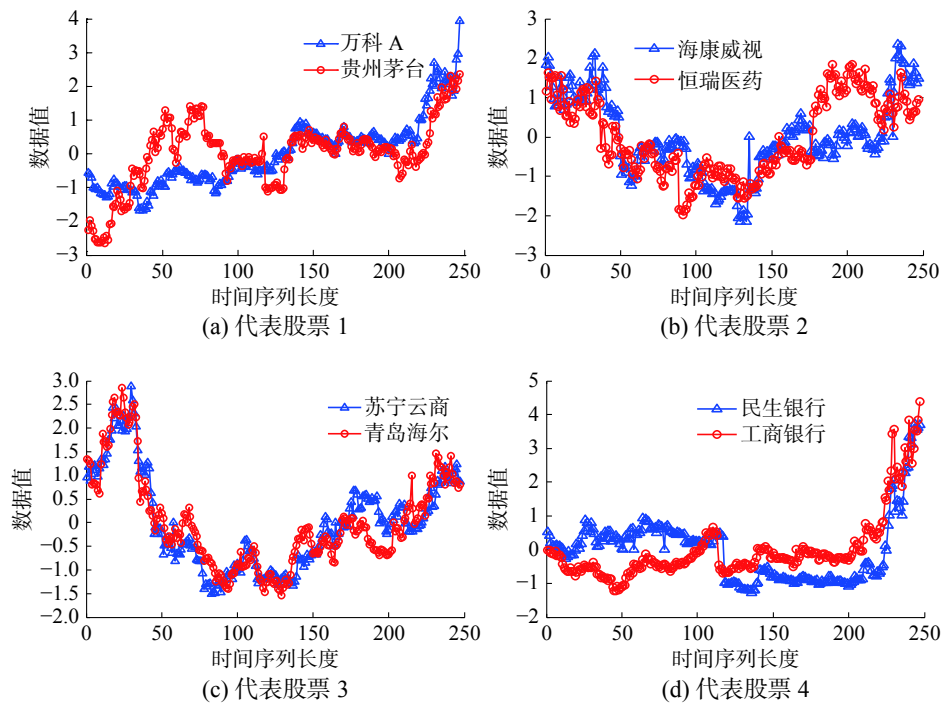 4
3
2
1
0
−1
−2
−3
数据值
万科 A
贵州茅台
0 50 100 150 200 250
时间序列长度
(a) 代表股票 1
3
2
1
0
−1
−2
−3
数据值
海康威视
恒瑞医药
0 50 100 150 200 250
时间序列长度
(b) 代表股票 2
3.0
2.5
2.0
1.5
1.0
0.5
0
−0.5
−1.0
−1.5
−2.0
数据值
苏宁云商
青岛海尔
0 50 100 150 200 250
时间序列长度
(c) 代表股票 3
5
4
3
2
1
0
−1
−2
数据值
民生银行
工商银行
0 50 100 150 200 250
时间序列长度
(d) 代表股票 4